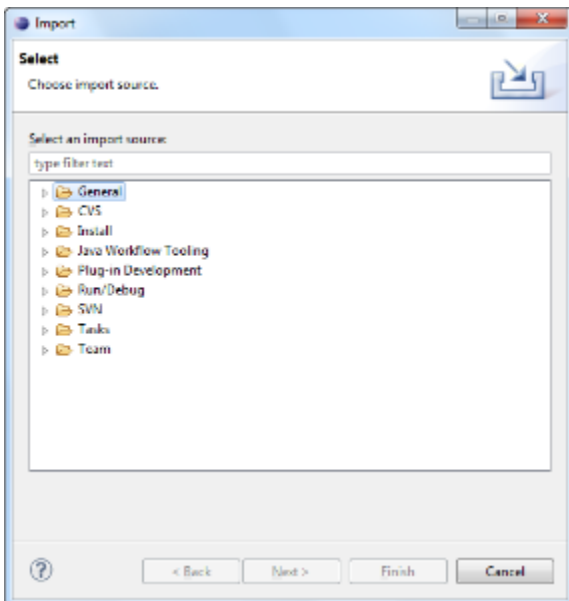 Import
Select
Choose import source.
Select an import source:
type filter text
General
CVS
Install
Java Workflow Tooling
Plug-in Development
Run/Debug
SVN
Tasks
Team
< Back
Next >
Finish
Cancel